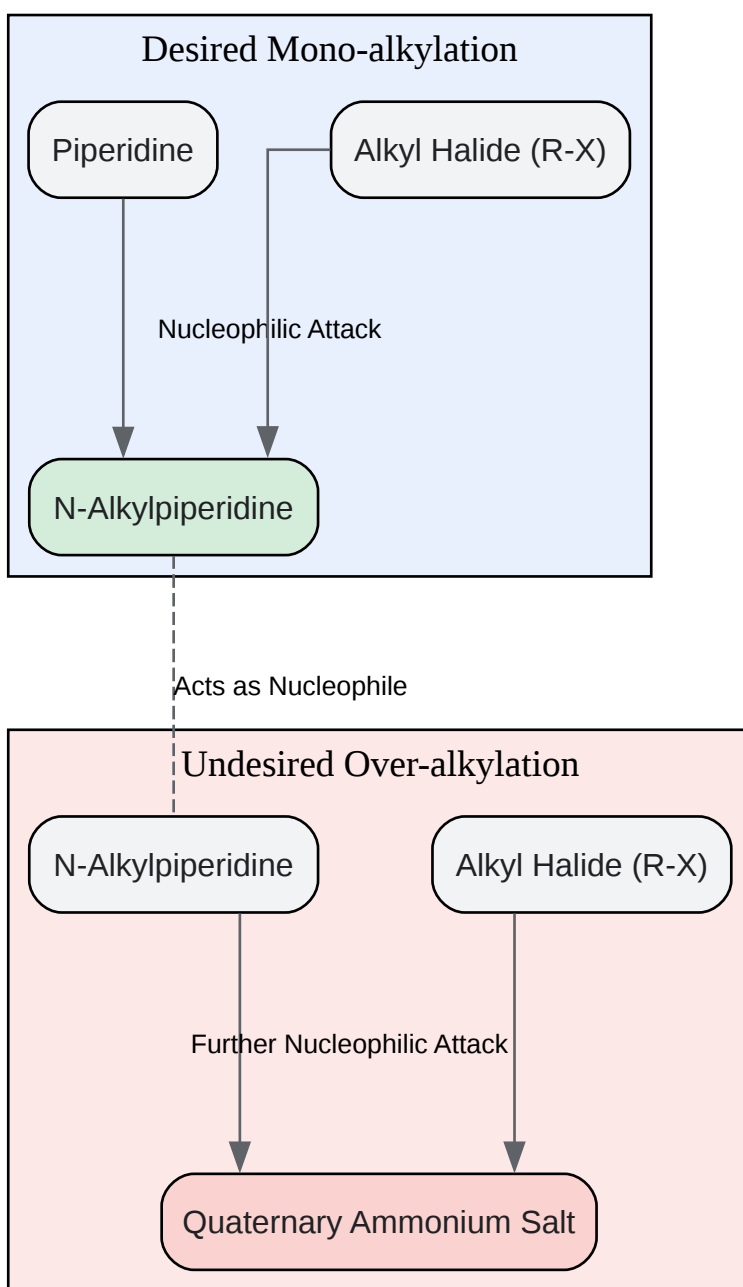 Desired Mono-alkylation
Piperidine
Alkyl Halide (R-X)
Nucleophilic Attack
N-Alkylpiperidine
Acts as Nucleophile
Undesired Over-alkylation
N-Alkylpiperidine
Alkyl Halide (R-X)
Further Nucleophilic Attack
Quaternary Ammonium Salt